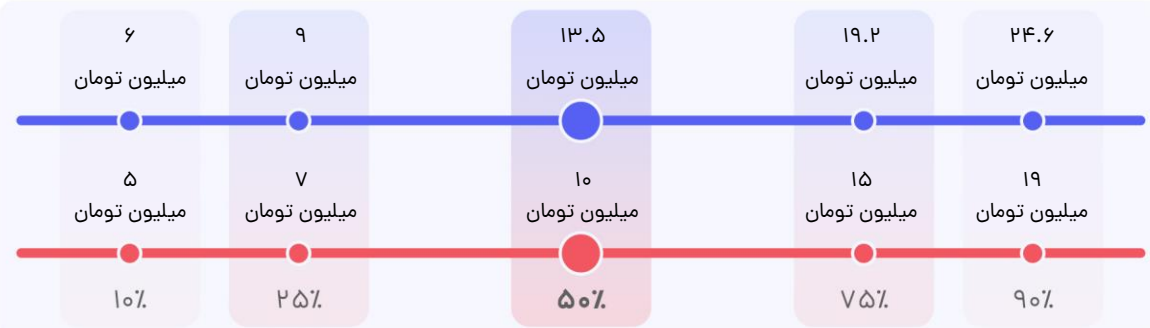 ۶ ۹ ۱۳.۵ ۱۹.۲ ۲۴.۶
میلیون تومان میلیون تومان میلیون تومان میلیون تومان میلیون تومان
۵ ۷ ۱۰ ۱۵ ۱۹
میلیون تومان میلیون تومان میلیون تومان میلیون تومان میلیون تومان
۱۰٪ ۲۵٪ ۵۰٪ ۷۵٪ ۹۰٪